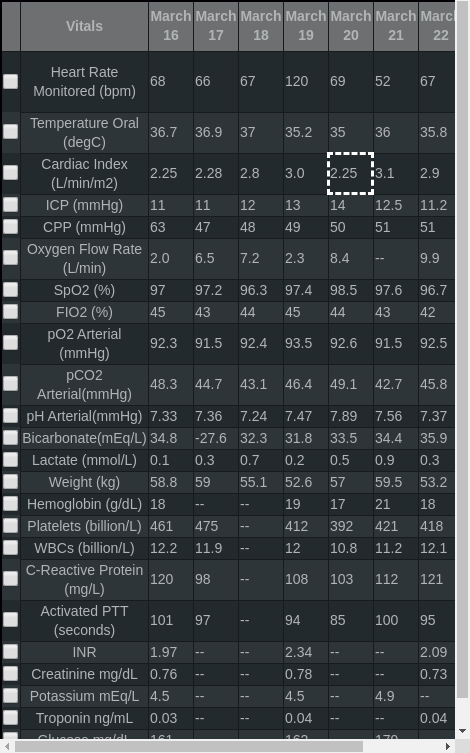 Vitals March 16 March 17 March 18 March 19 March 20 March 21 March 22
Heart Rate Monitored (bpm) 68 66 67 120 69 52 67
Temperature Oral (degC) 36.7 36.9 37 35.2 35 36 35.8
Cardiac Index (L/min/m2) 2.25 2.28 2.8 3.0 2.25 3.1 2.9
ICP (mmHg) 11 11 12 13 14 12.5 11.2
CPP (mmHg) 63 47 48 49 50 51 51
Oxygen Flow Rate (L/min) 2.0 6.5 7.2 2.3 8.4 -- 9.9
SpO2 (%) 97 97.2 96.3 97.4 98.5 97.6 96.7
FIO2 (%) 45 43 44 45 44 43 42
pO2 Arterial (mmHg) 92.3 91.5 92.4 93.5 92.6 91.5 92.5
pCO2 Arterial(mmHg) 48.3 44.7 43.1 46.4 49.1 42.7 45.8
pH Arterial(mmHg) 7.33 7.36 7.24 7.47 7.89 7.56 7.37
Bicarbonate(mEq/L) 34.8 -27.6 32.3 31.8 33.5 34.4 35.9
Lactate (mmol/L) 0.1 0.3 0.7 0.2 0.5 0.9 0.3
Weight (kg) 58.8 59 55.1 52.6 57 59.5 53.2
Hemoglobin (g/dL) 18 -- -- 19 17 21 18
Platelets (billion/L) 461 475 -- 412 392 421 418
WBCs (billion/L) 12.2 11.9 -- 12 10.8 11.2 12.1
C-Reactive Protein (mg/L) 120 98 -- 108 103 112 121
Activated PTT (seconds) 101 97 -- 94 85 100 95
INR 1.97 -- -- 2.34 -- -- 2.09
Creatinine mg/dL 0.76 -- -- 0.78 -- -- 0.73
Potassium mEq/L 4.5 -- -- 4.5 -- 4.9 --
Troponin ng/mL 0.03 -- -- 0.04 -- -- 0.04
Glucose mg/dL 161 -- -- 162 -- 170 --